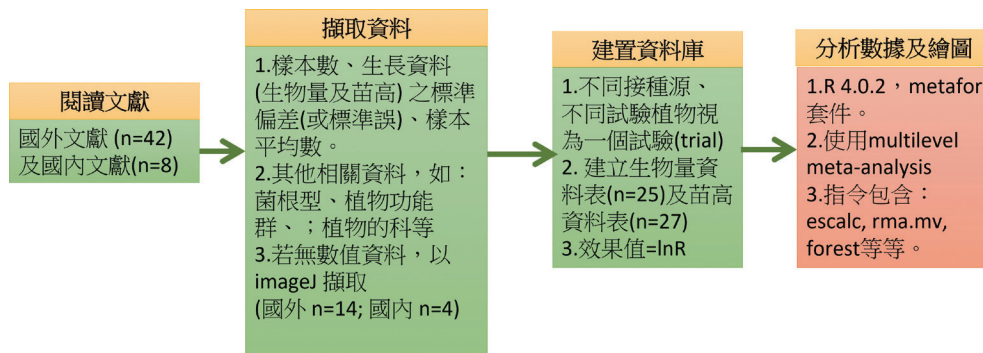 閱讀文獻
國外文獻 (n=42)
及國內文獻(n=8)
擷取資料
1.樣本數、生長資料
(生物量及苗高) 之標準
偏差(或標準誤)、樣本
平均數。
2.其他相關資料，如：
菌根型、植物功能
群、；植物的科等
3.若無數值資料，以
imageJ 擷取
(國外 n=14; 國內 n=4)
建置資料庫
1.不同接種源、
不同試驗植物視
為一個試驗(trial)
2. 建立生物量資
料表(n=25)及苗高
資料表(n=27)
3.效果值=lnR
分析數據及繪圖
1.R 4.0.2，metafor
套件。
2.使用multilevel
meta-analysis
3.指令包含：
escalc, rma.mv,
forest等等。